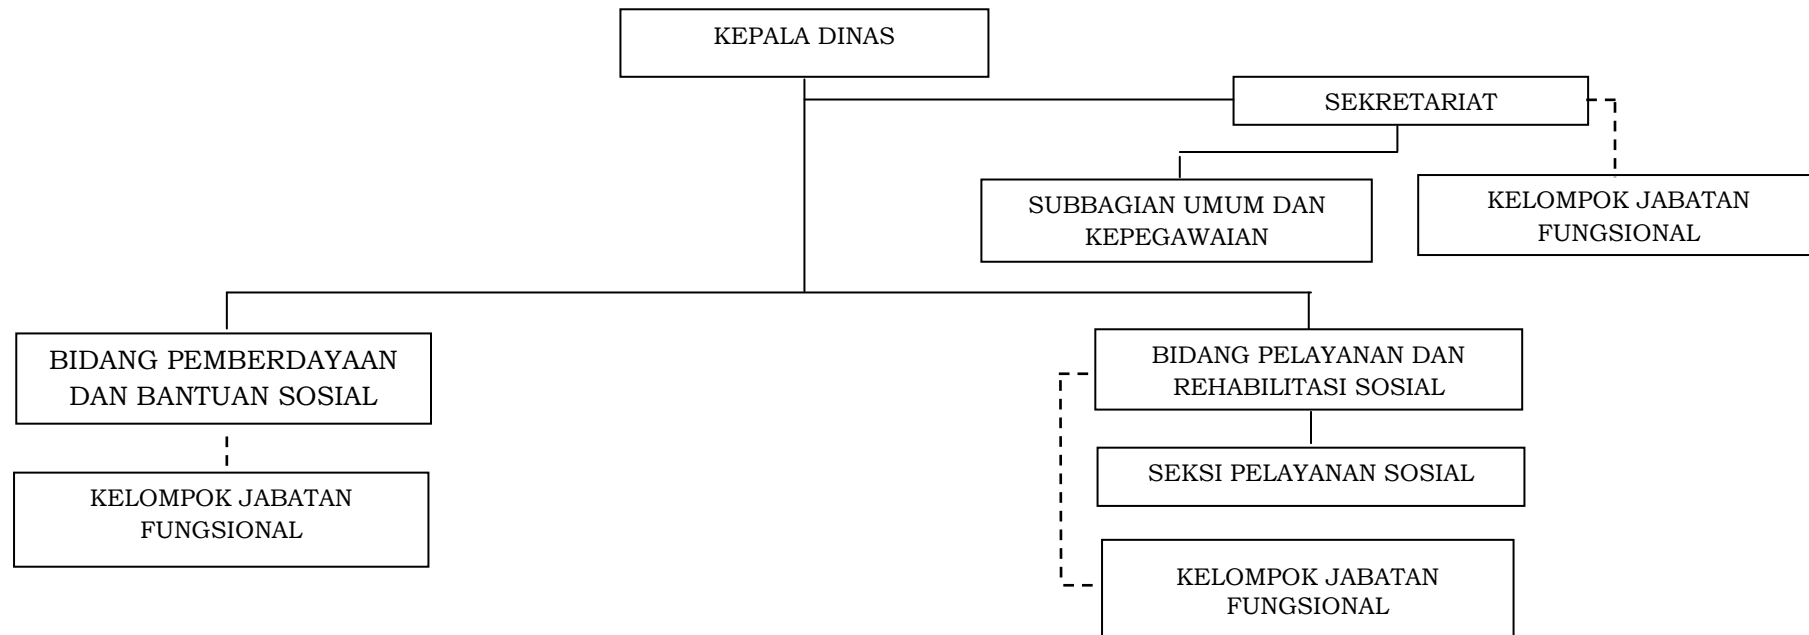 KEPALA DINAS
SEKRETARIAT
SUBBAGIAN UMUM DAN
KEPEGAWAIAN
KELOMPOK JABATAN
FUNGSIONAL
BIDANG PEMBERDAYAAN
DAN BANTUAN SOSIAL
KELOMPOK JABATAN
FUNGSIONAL
BIDANG PELAYANAN DAN
REHABILITASI SOSIAL
SEKSI PELAYANAN SOSIAL
KELOMPOK JABATAN
FUNGSIONAL